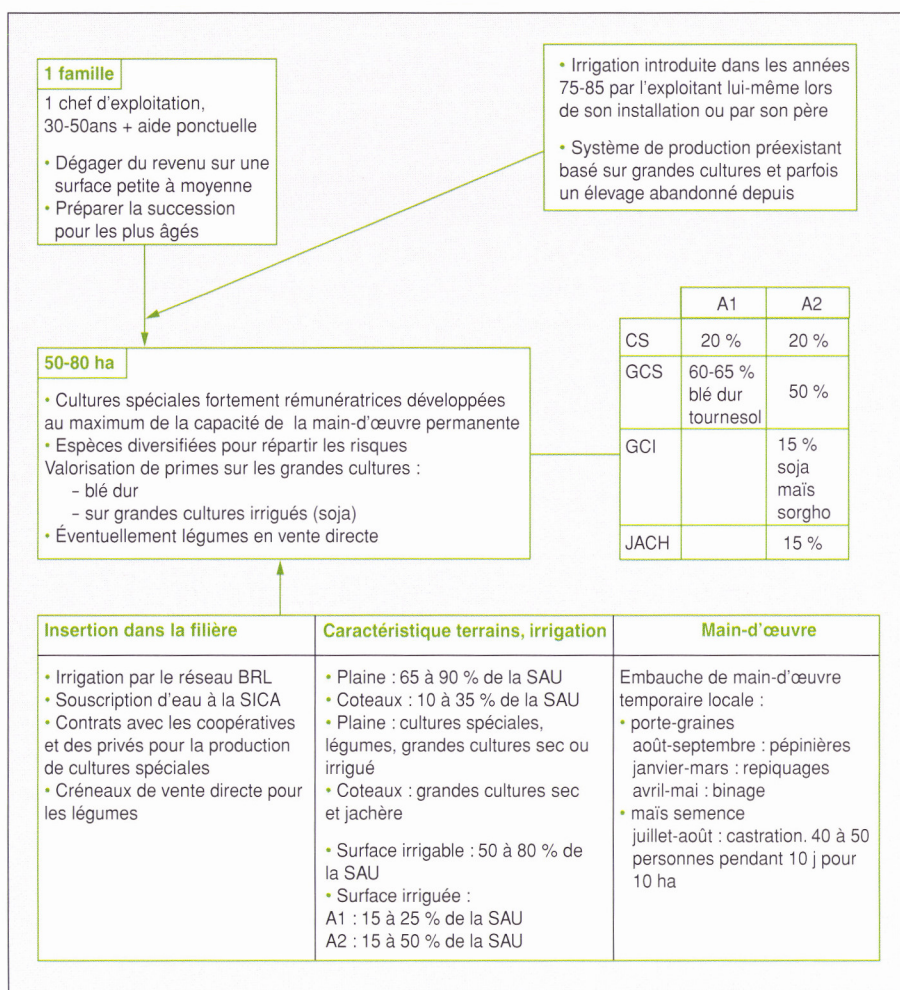 1 famille
1 chef d'exploitation,
30-50ans + aide ponctuelle
• Dégager du revenu sur une
surface petite à moyenne
• Préparer la succession
pour les plus âgés
• Irrigation introduite dans les années
75-85 par l'exploitant lui-même lors
de son installation ou par son père
• Système de production préexistant
basé sur grandes cultures et parfois
un élevage abandonné depuis
50-80 ha
• Cultures spéciales fortement rémunératrices développées
au maximum de la capacité de la main-d'œuvre permanente
• Espèces diversifiées pour répartir les risques
Valorisation de primes sur les grandes cultures :
– blé dur
– sur grandes cultures irrigués (soja)
• Éventuellement légumes en vente directe
A1 A2
CS 20 % 20 %
GCS 60-65 %
blé dur 50 %
tournesol
GCI 15 %
soja
maïs
sorgho
JACH 15 %
Insertion dans la filière
• Irrigation par le réseau BRL
• Souscription d'eau à la SICA
• Contrats avec les coopératives
et des privés pour la production
de cultures spéciales
• Créneaux de vente directe pour
les légumes
Caractéristique terrains, irrigation
• Plaine : 65 à 90 % de la SAU
• Coteaux : 10 à 35 % de la SAU
• Plaine : cultures spéciales,
légumes, grandes cultures sec ou
irrigué
• Coteaux : grandes cultures sec
et jachère
• Surface irrigable : 50 à 80 % de
la SAU
• Surface irriguée :
A1 : 15 à 25 % de la SAU
A2 : 15 à 50 % de la SAU
Main-d'œuvre
Embauche de main-d'œuvre
temporaire locale :
• porte-graines
août-septembre : pépinières
janvier-mars : repiquages
avril-mai : binage
• maïs semence
juillet-août : castration. 40 à 50
personnes pendant 10 j pour
10 ha